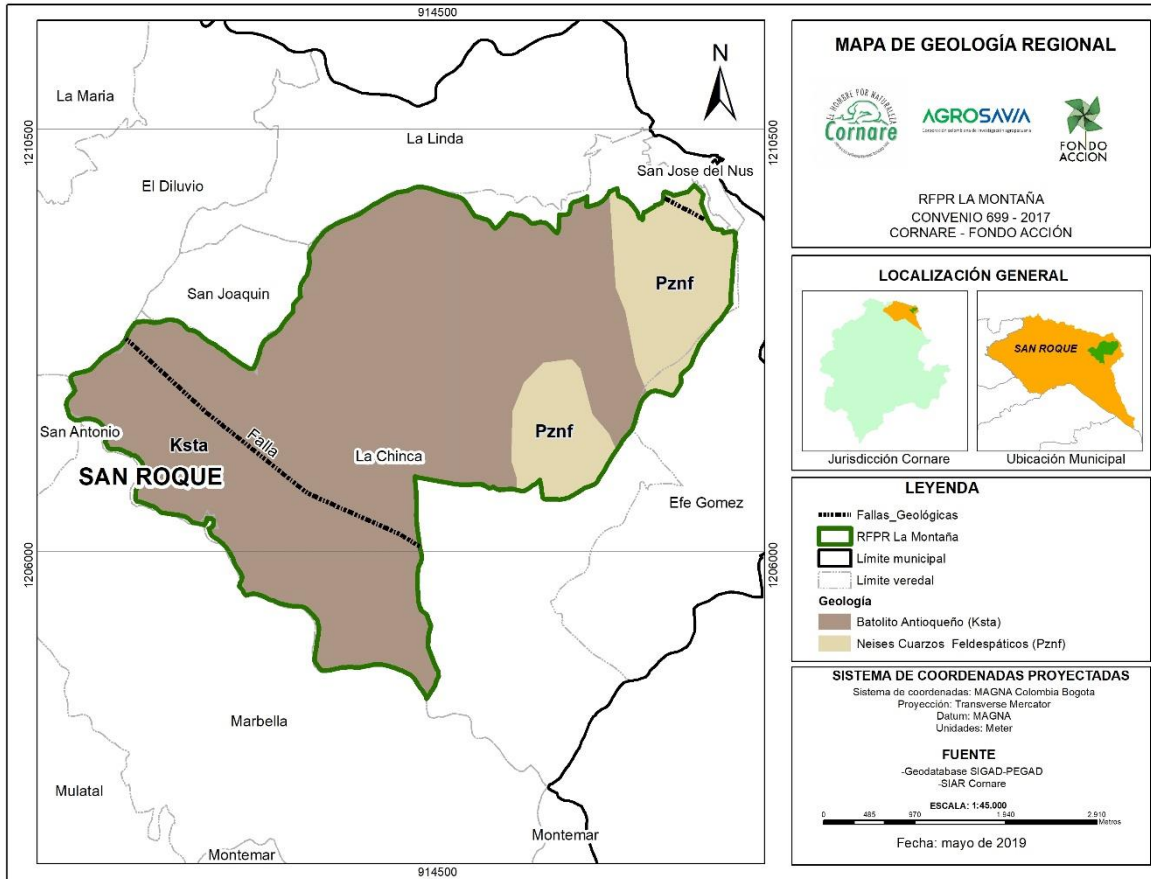 914500
N
La Maria
La Linda
1210500
1210500
El Diluvio
San Jose del Nus
San Joaquin
Pznf
San Antonio
Ksta
Falla
La Chinca
Pznf
SAN ROQUE
Efe Gomez
1206000
1206000
Marbella
Mulatal
Montemar
Montemar
914500
MAPA DE GEOLOGÍA REGIONAL
Cornare
AGROSAVIA
Corporación colombiana de investigación agropecuaria
FONDO
ACCIÓN
RFPR LA MONTAÑA
CONVENIO 699 - 2017
CORNARE - FONDO ACCIÓN
LOCALIZACIÓN GENERAL
SAN ROQUE
Jurisdicción Cornare
Ubicación Municipal
LEYENDA
Fallas_Geológicas
RFPR La Montaña
Límite municipal
Límite veredal
Geología
Batolito Antioqueño (Ksta)
Neises Cuarzos Feldespáticos (Pznf)
SISTEMA DE COORDENADAS PROYECTADAS
Sistema de coordenadas: MAGNA Colombia Bogota
Proyección: Transverse Mercator
Datum: MAGNA
Unidades: Meter
FUENTE
-Geodatabase SIGAD-PEGAD
-SIAR Cornare
ESCALA: 1:45.000
0 485 970 1.940 2.910
Metros
Fecha: mayo de 2019